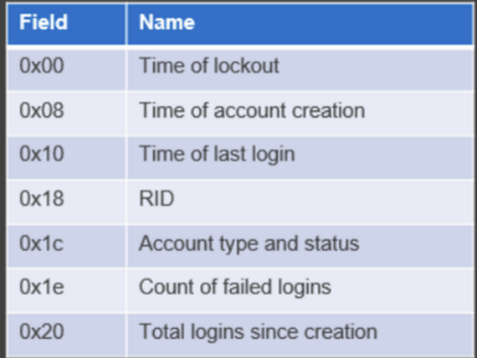 Field Name
0x00 Time of lockout
0x08 Time of account creation
0x10 Time of last login
0x18 RID
0x1c Account type and status
0x1e Count of failed logins
0x20 Total logins since creation